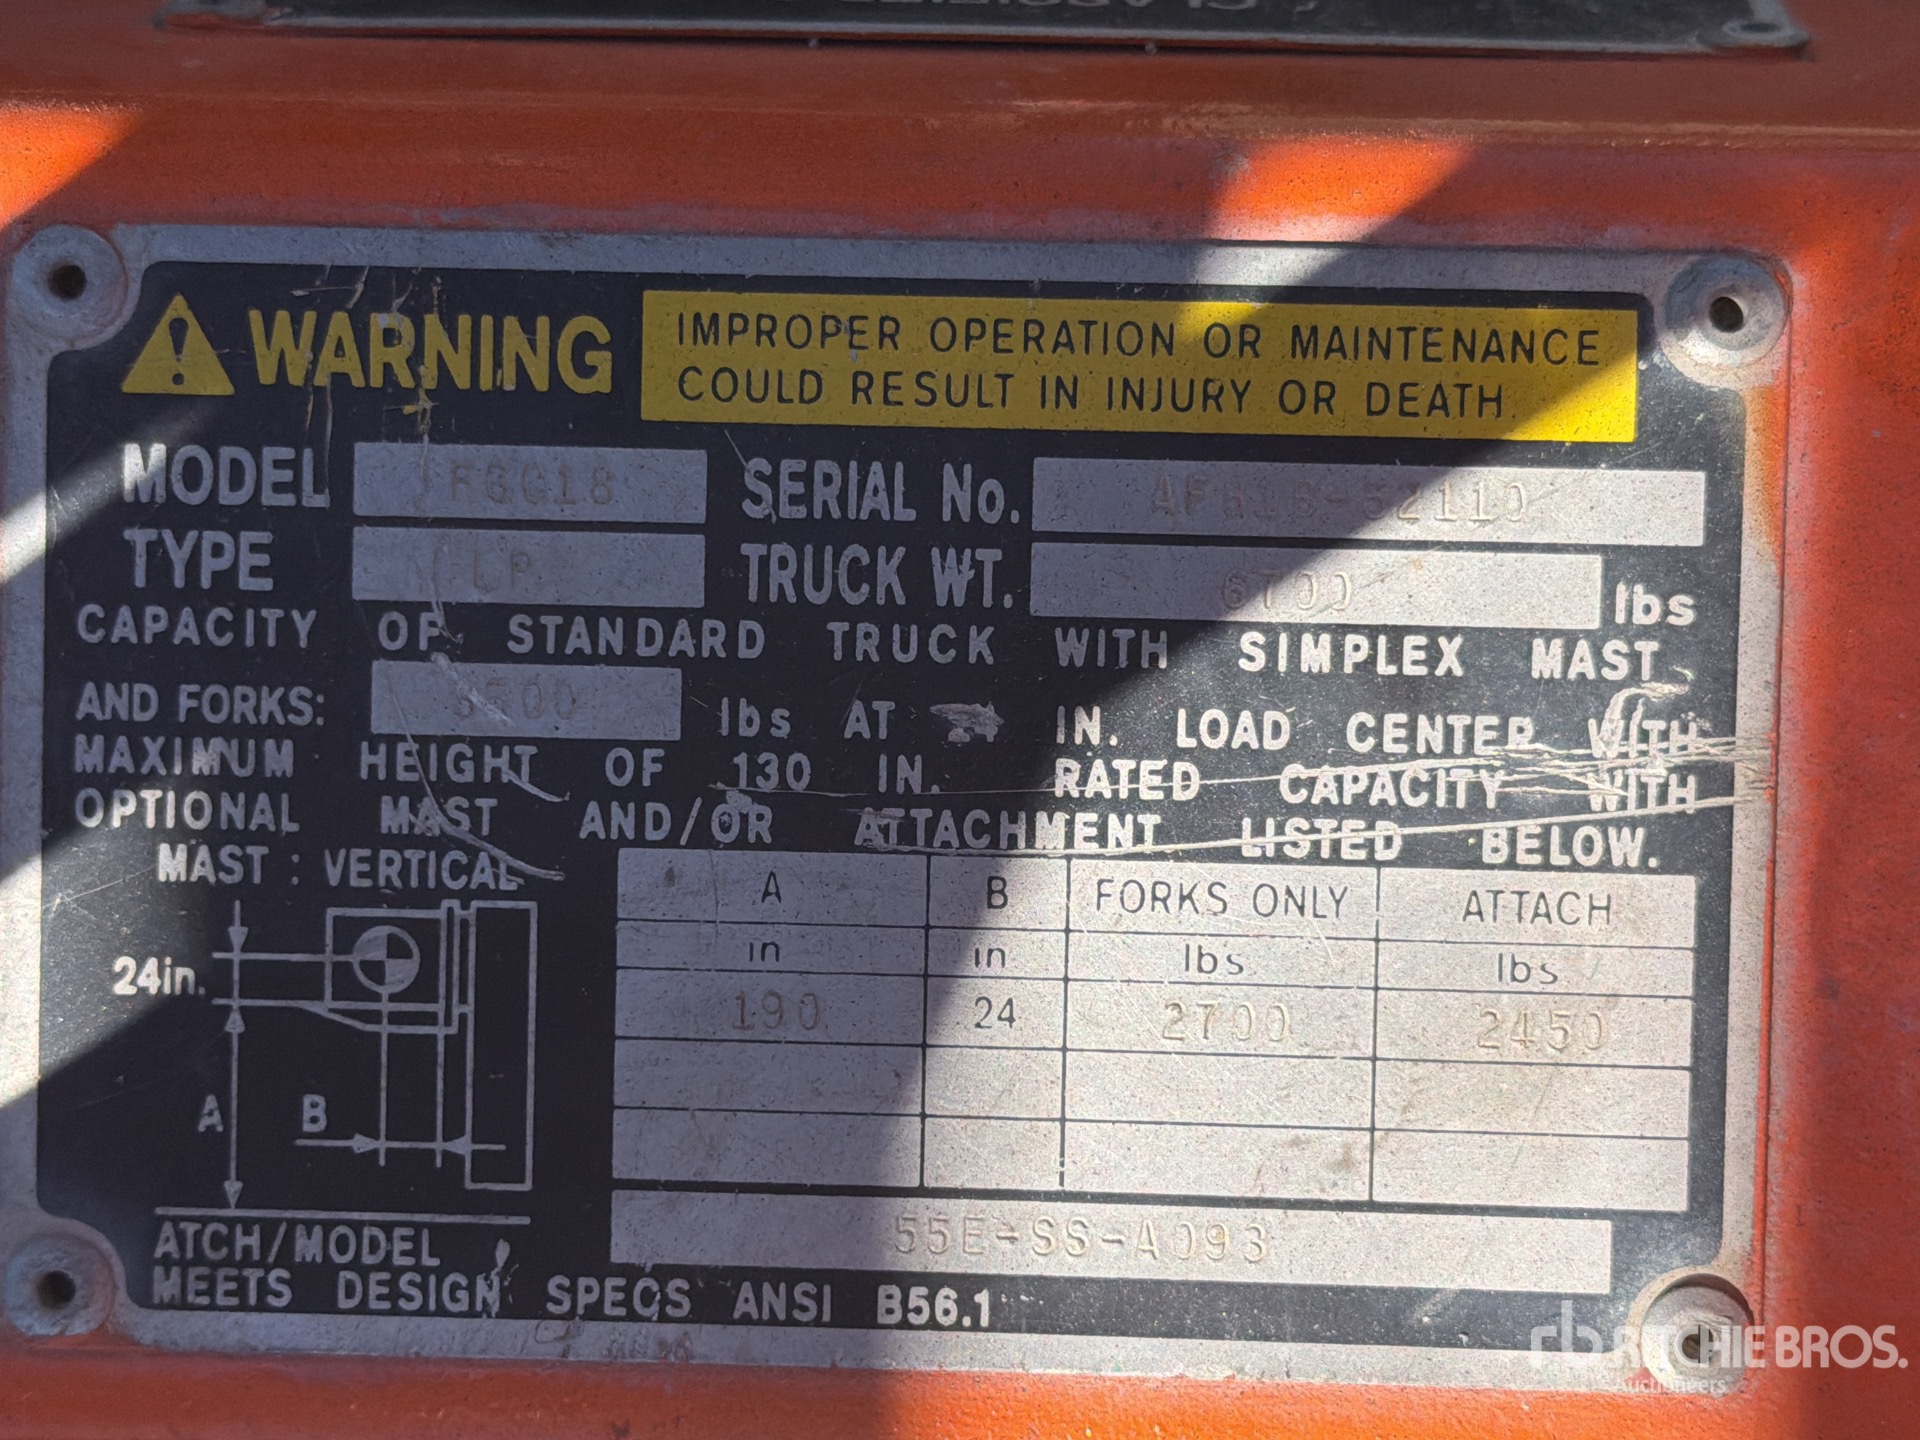 WARNING
IMPROPER OPERATION OR MAINTENANCE
COULD RESULT IN INJURY OR DEATH.
MODEL FGG18 SERIAL No.
TYPE LP TRUCK WT. 6700 lbs
CAPACITY OF STANDARD TRUCK WITH SIMPLEX MAST
AND FORKS: lbs AT IN. LOAD CENTER WITH
MAXIMUM HEIGHT OF 130 IN. RATED CAPACITY WITH
OPTIONAL MAST AND/OR ATTACHMENT LISTED BELOW.
MAST : VERTICAL
A B FORKS ONLY ATTACH
in in lbs lbs
190 24 2700 2450
24in.
A B
ATCH/MODEL 55E-SS-A093
MEETS DESIGN SPECS ANSI B56.1
rb RITCHIE BROS.
Auctioneers